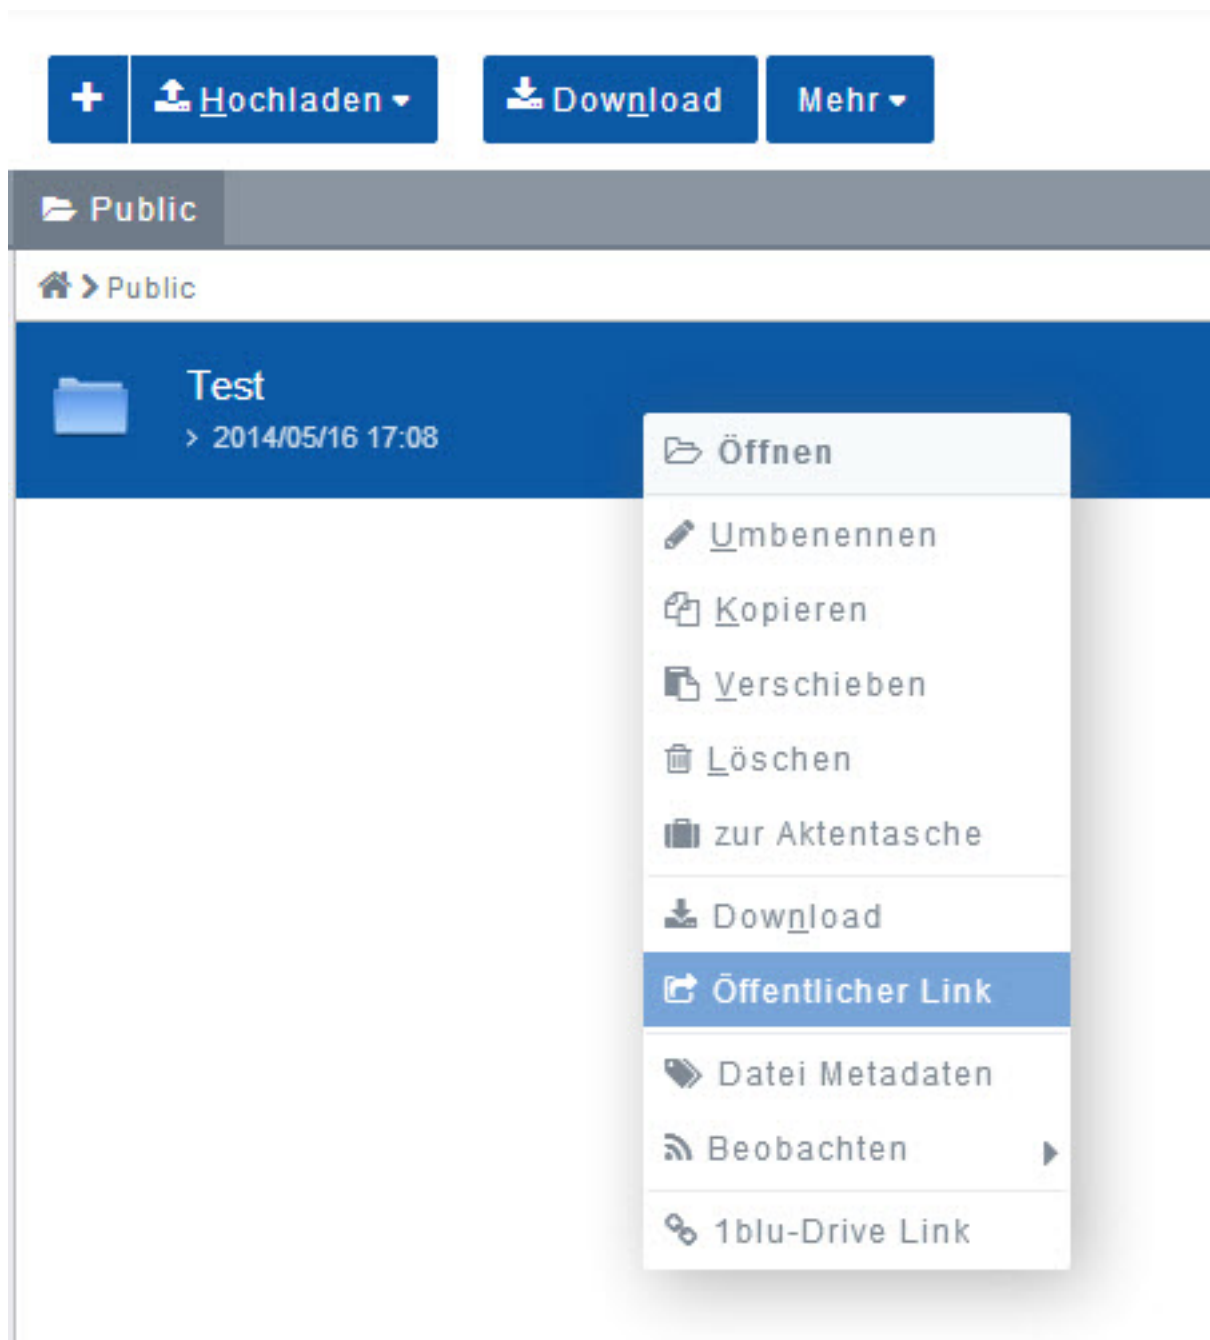 Hochladen
Download
Mehr
Public
Public
Test
> 2014/05/16 17:08
Öffnen
Umbenennen
Kopieren
Verschieben
Löschen
zur Aktentasche
Download
Öffentlicher Link
Datei Metadaten
Beobachten
1blu-Drive Link